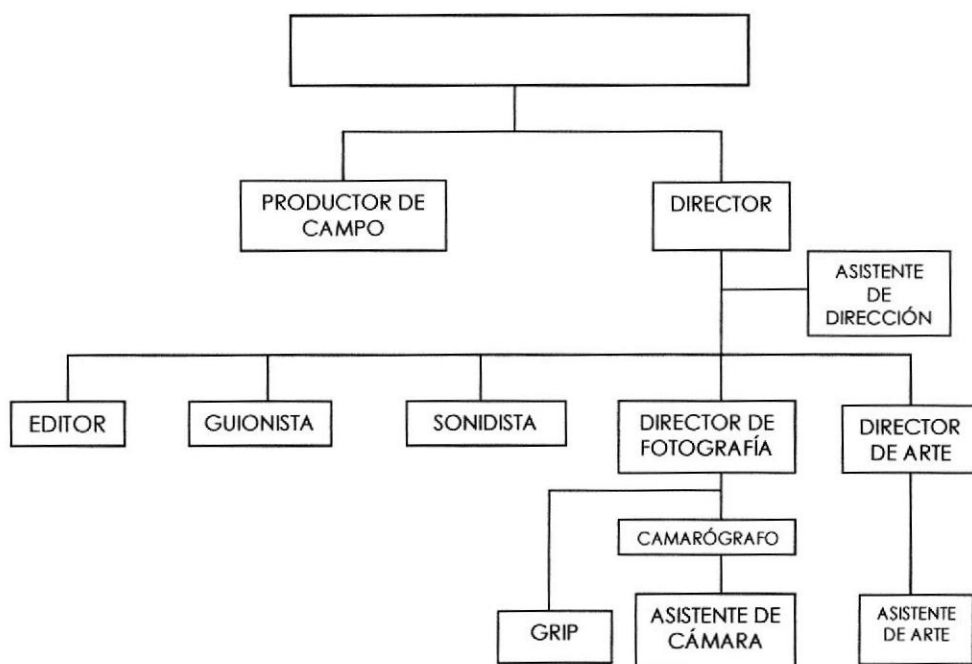 PRODUCTOR DE
CAMPO
DIRECTOR
ASISTENTE
DE
DIRECCIÓN
EDITOR
GUIONISTA
SONIDISTA
DIRECTOR DE
FOTOGRAFÍA
DIRECTOR
DE ARTE
CAMARÓGRAFO
GRIP
ASISTENTE DE
CÁMARA
ASISTENTE
DE ARTE